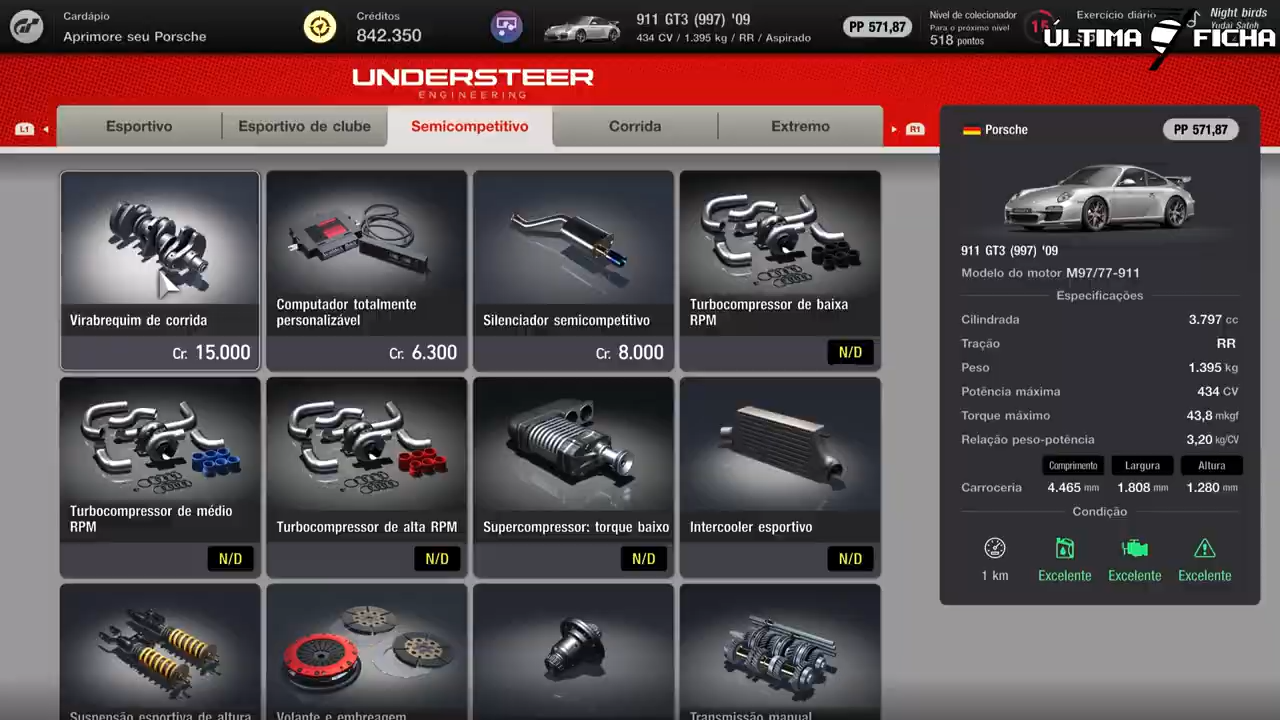 Cardápio
Aprimore seu Porsche
Créditos
842.350
911 GT3 (997) '09
434 CV / 1.395 kg / RR / Aspirado
PP 571,87
Nível de colecionador
Para o próximo nível
518 pontos
15
Exercício diário
Night birds
Yudai Satoh
ÚLTIMA FICHA
UNDERSTEER
ENGINEERING
L1
Esportivo
Esportivo de clube
Semicompetitivo
Corrida
Extremo
R1
Virabrequim de corrida
Cr. 15.000
Computador totalmente
personalizável
Cr. 6.300
Silenciador semicompetitivo
Cr. 8.000
Turbocompressor de baixa
RPM
N/D
Turbocompressor de médio
RPM
N/D
Turbocompressor de alta RPM
N/D
Supercompressor: torque baixo
N/D
Intercooler esportivo
N/D
Suspensão esportiva de altura
Volante e embreagem
Transmissão manual
Porsche
PP 571,87
911 GT3 (997) '09
Modelo do motor M97/77-911
Especificações
Cilindrada 3.797 cc
Tração RR
Peso 1.395 kg
Potência máxima 434 CV
Torque máximo 43,8 mkgf
Relação peso-potência 3,20 kg/CV
Comprimento Largura Altura
Carroceria 4.465 mm 1.808 mm 1.280 mm
Condição
1 km Excelente Excelente Excelente